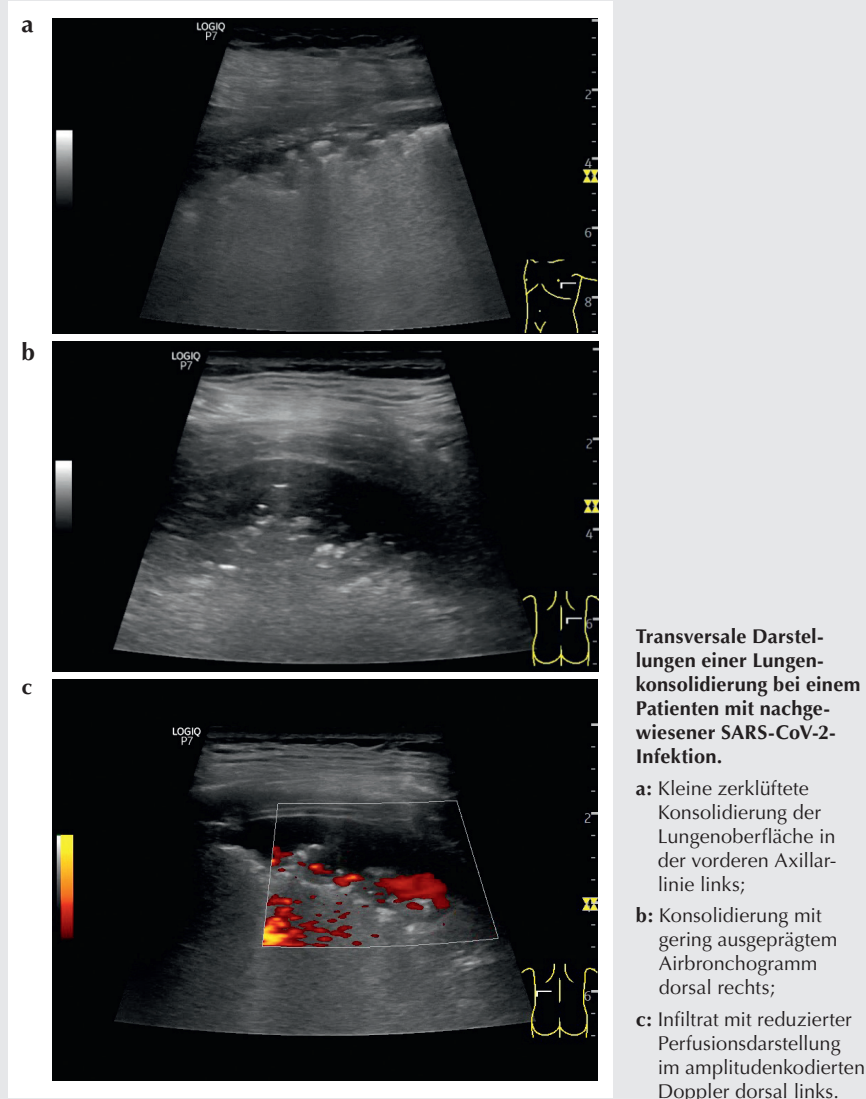 a
LOGIQ
P7
2
4
6
8
b
LOGIQ
P7
2
4
6
c
LOGIQ
P7
2
6
Transversale Darstel-
lungen einer Lungen-
konsolidierung bei einem
Patienten mit nachge-
wiesener SARS-CoV-2-
Infektion.
a: Kleine zerklüftete
Konsolidierung der
Lungenoberfläche in
der vorderen Axillar-
linie links;
b: Konsolidierung mit
gering ausgeprägtem
Airbronchogramm
dorsal rechts;
c: Infiltrat mit reduzierter
Perfusionsdarstellung
im amplitudenkodierten
Doppler dorsal links.